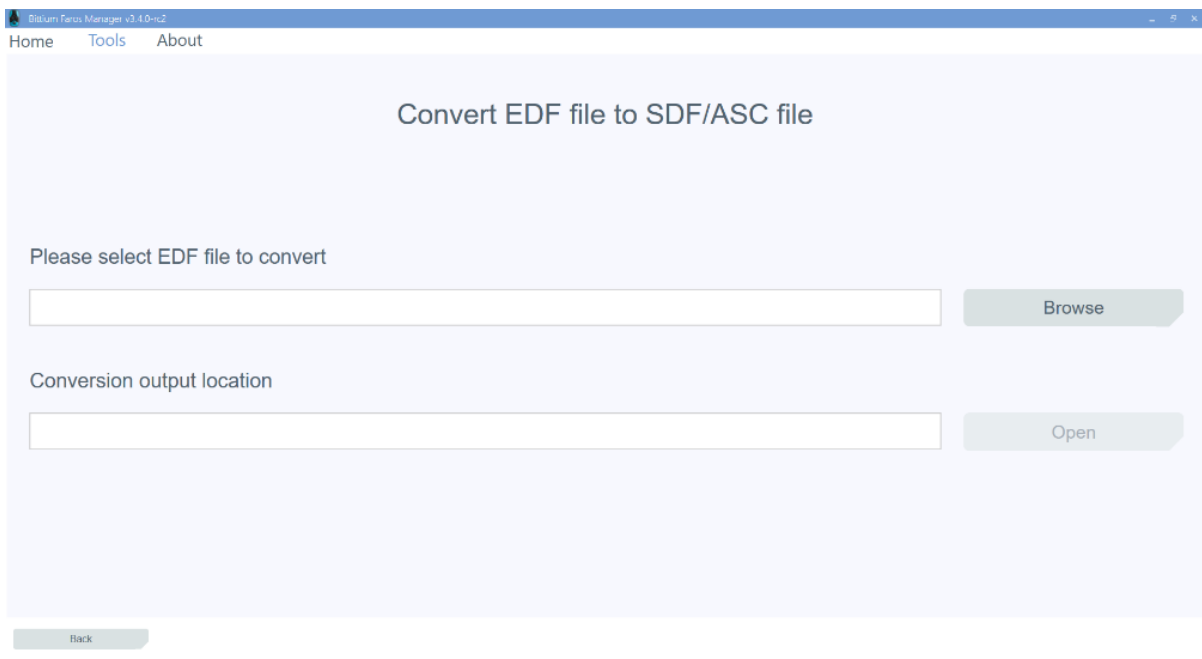 Bittium Faros Manager v3.4.0-rc2
Home Tools About
Convert EDF file to SDF/ASC file
Please select EDF file to convert
Browse
Conversion output location
Open
Back